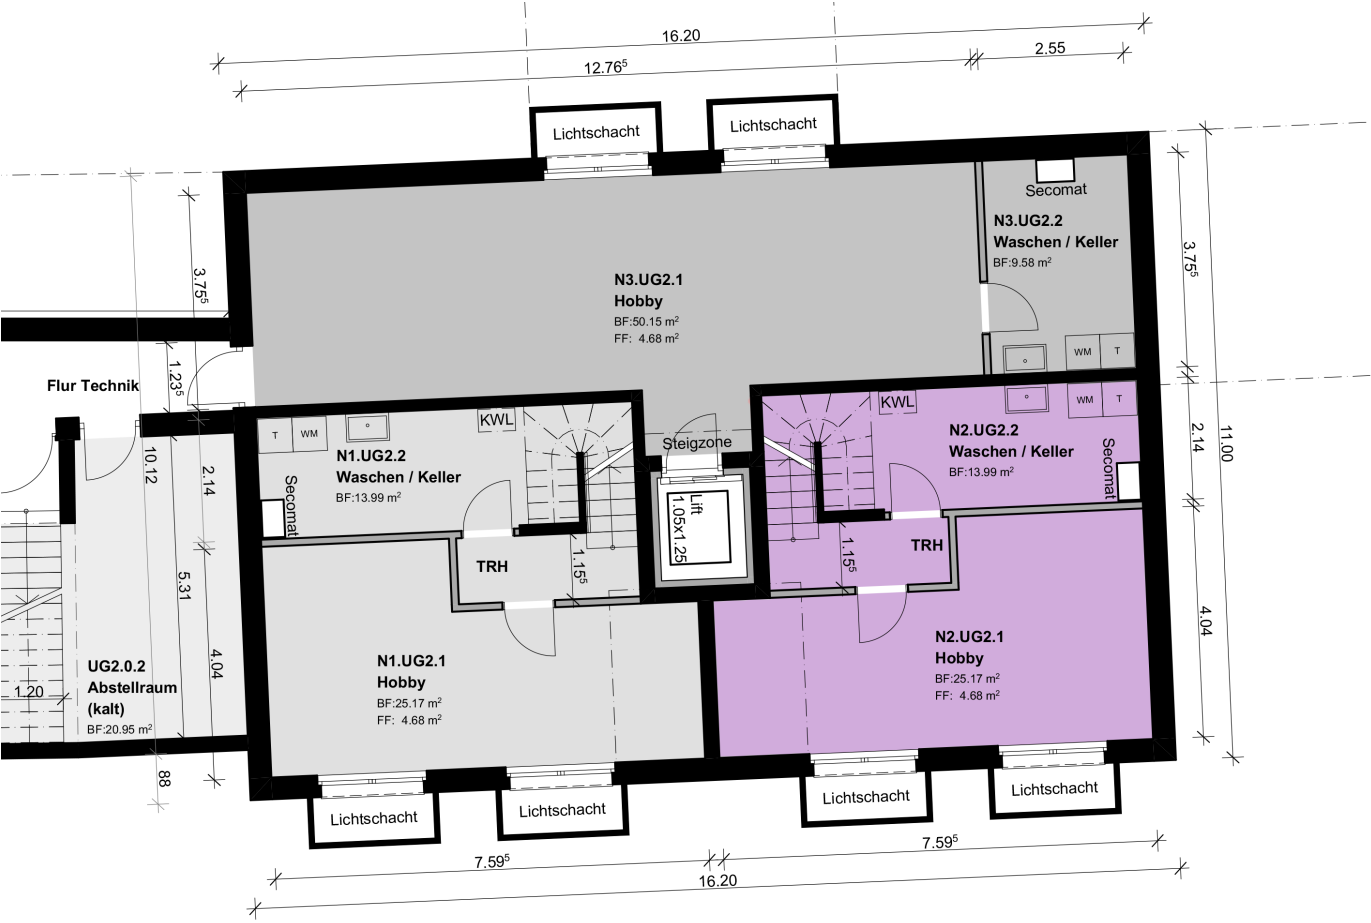 16.20
12.76⁵
2.55
Lichtschacht
Lichtschacht
Secomat
N3.UG2.2
Waschen / Keller
BF:9.58 m²
3.75⁵
3.75⁵
N3.UG2.1
Hobby
BF:50.15 m²
FF: 4.68 m²
WM
T
1.23⁵
Flur Technik
10.12
2.14
T
WM
KWL
N1.UG2.2
Waschen / Keller
BF:13.99 m²
Secomat
Steigzone
Lift
1.05x1.25
KWL
WM
T
N2.UG2.2
Waschen / Keller
BF:13.99 m²
Secomat
2.14
11.00
TRH
1.15⁵
1.15⁵
TRH
5.31
4.04
4.04
UG2.0.2
Abstellraum
(kalt)
BF:20.95 m²
1.20
88
N1.UG2.1
Hobby
BF:25.17 m²
FF: 4.68 m²
N2.UG2.1
Hobby
BF:25.17 m²
FF: 4.68 m²
Lichtschacht
Lichtschacht
Lichtschacht
Lichtschacht
7.59⁵
7.59⁵
16.20